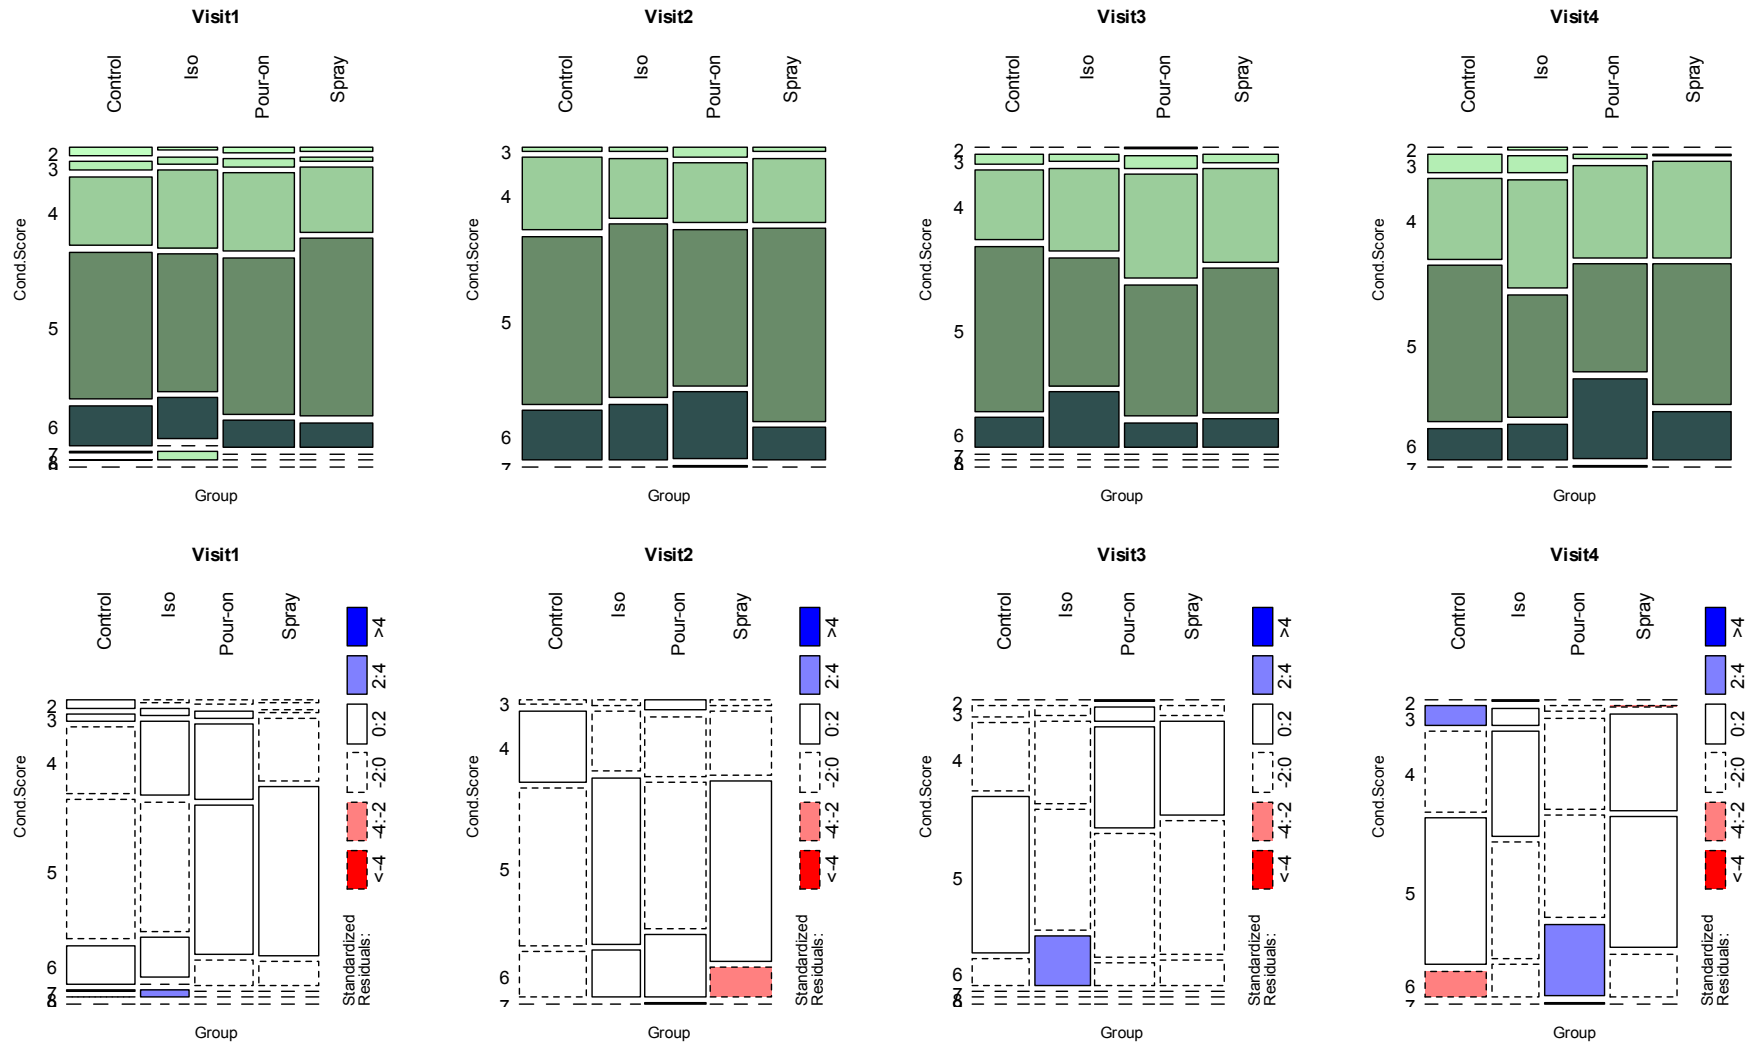 Visit1
Visit2
Visit3
Visit4
Control
Iso
Pour-on
Spray
Control
Iso
Pour-on
Spray
Control
Iso
Pour-on
Spray
Control
Iso
Pour-on
Spray
Cond.Score
2
3
4
5
6
7
8
Cond.Score
3
4
5
6
7
Cond.Score
2
3
4
5
6
7
8
Cond.Score
2
3
4
5
6
7
Group
Group
Group
Group
Visit1
Visit2
Visit3
Visit4
Control
Iso
Pour-on
Spray
Control
Iso
Pour-on
Spray
Control
Iso
Pour-on
Spray
Control
Iso
Pour-on
Spray
Cond.Score
2
3
4
5
6
7
8
Standardized
Residuals:
<-4
-4:-2
-2:0
0:2
2:4
>4
Cond.Score
3
4
5
6
7
Standardized
Residuals:
<-4
-4:-2
-2:0
0:2
2:4
>4
Cond.Score
2
3
4
5
6
7
8
Standardized
Residuals:
<-4
-4:-2
-2:0
0:2
2:4
>4
Cond.Score
2
3
4
5
6
7
Standardized
Residuals:
<-4
-4:-2
-2:0
0:2
2:4
>4
Group
Group
Group
Group